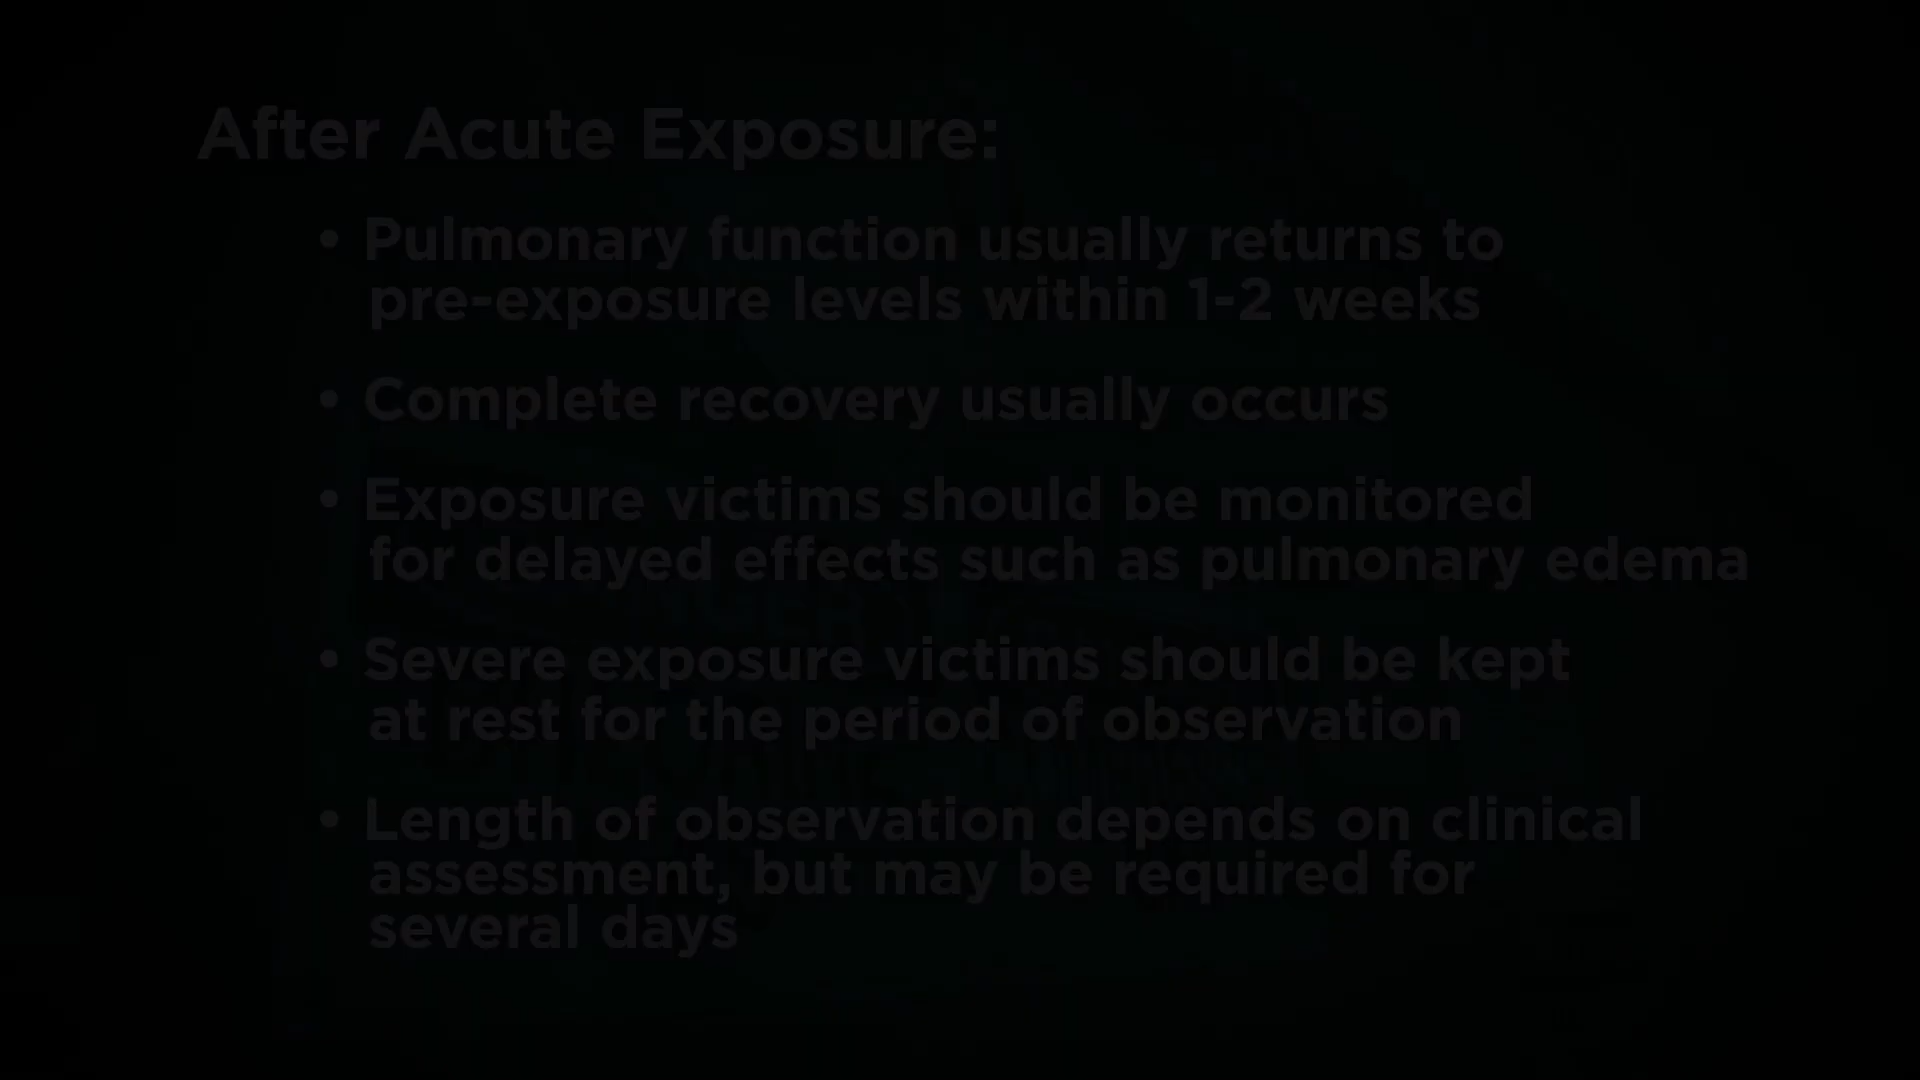 After Acute Exposure:
• Pulmonary function usually returns to
pre-exposure levels within 1-2 weeks
• Complete recovery usually occurs
• Exposure victims should be monitored
for delayed effects such as pulmonary edema
• Severe exposure victims should be kept
at rest for the period of observation
• Length of observation depends on clinical
assessment, but may be required for
several days